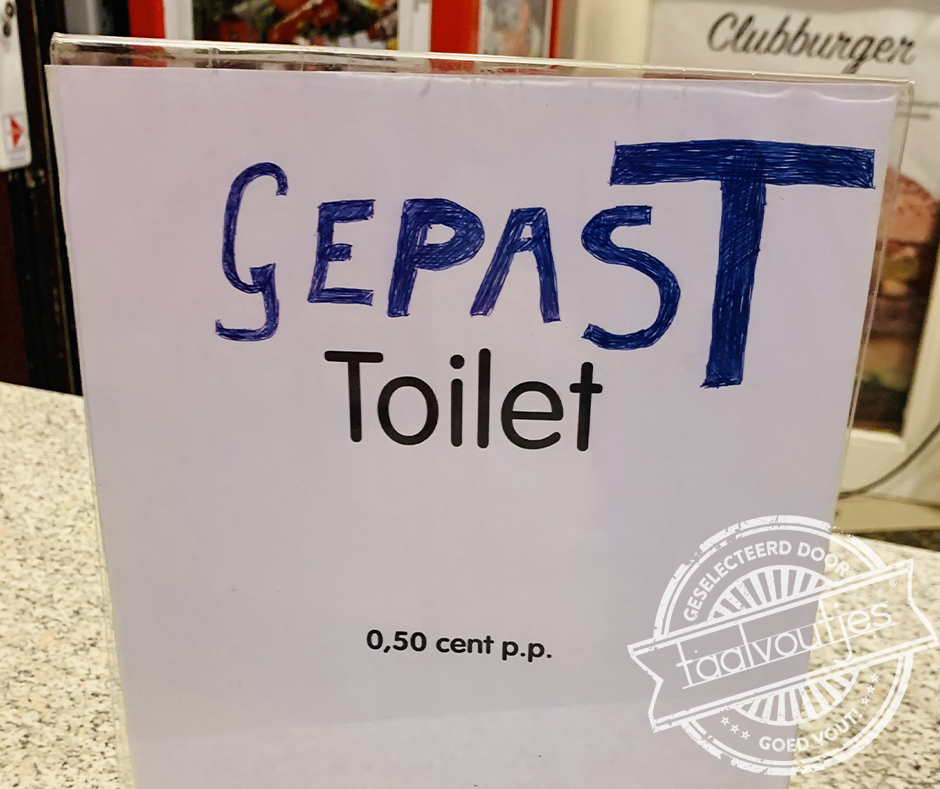 Clubburger
GEPAST
Toilet
0,50 cent p.p.
GESELECTEERD DOOR
taalvoutjes
GOED VOUT!